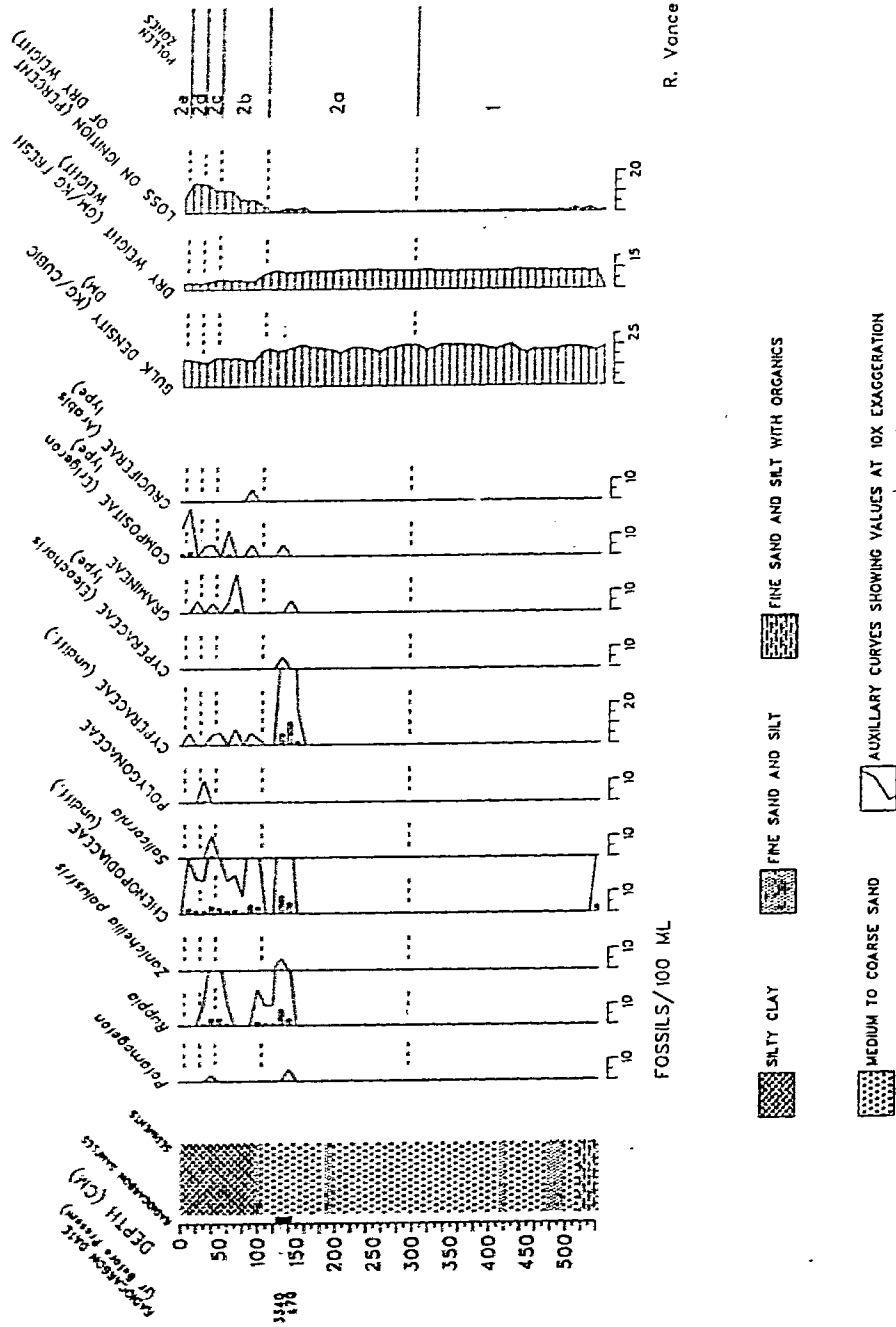 RADIOCARBON DATE
(yr Before Present)
DEPTH (CM)
RADIOCARBON SAMPLES
SEDIMENTS
Potamogeton
Ruppia
Zanichellia palustris
CHENOPODIACEAE (undiff.)
Salicornia
POLYGONACEAE
CYPERACEAE (undiff.)
CYPERACEAE (Eleocharis type)
GRAMINEAE
COMPOSITAE (Erigeron type)
CRUCIFERAE (Arabis type)
BULK DENSITY (KG/CUBIC DM)
DRY WEIGHT (GM/KG FRESH WEIGHT)
LOSS ON IGNITION (PERCENT OF DRY WEIGHT)
POLLEN ZONES
0
50
100
150
200
250
300
350
400
450
500
3340
±70
2e
2d
2c
2b
2a
1
10
10
10
10
10
10
20
10
10
10
10
25
15
20
FOSSILS/100 ML
R. Vance
SILTY CLAY
FINE SAND AND SILT
FINE SAND AND SILT WITH ORGANICS
MEDIUM TO COARSE SAND
AUXILLARY CURVES SHOWING VALUES AT 10X EXAGGERATION